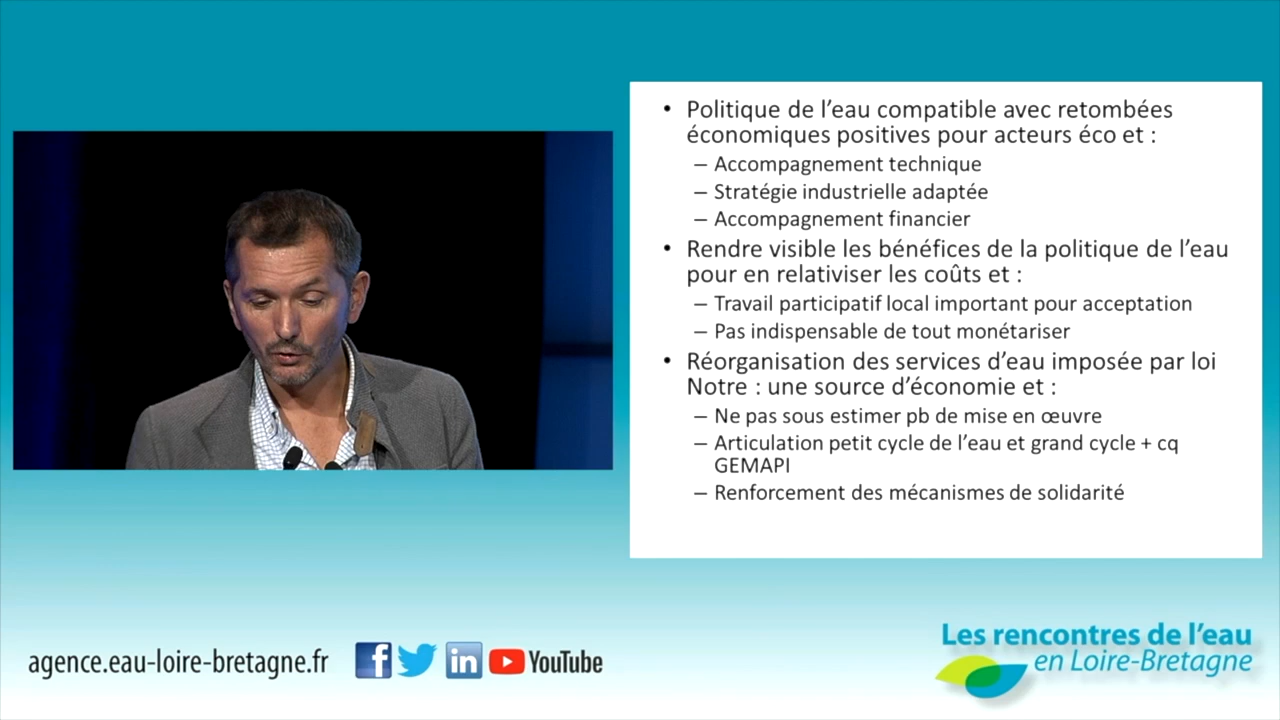 • Politique de l’eau compatible avec retombées
économiques positives pour acteurs éco et :
– Accompagnement technique
– Stratégie industrielle adaptée
– Accompagnement financier
• Rendre visible les bénéfices de la politique de l’eau
pour en relativiser les coûts et :
– Travail participatif local important pour acceptation
– Pas indispensable de tout monétariser
• Réorganisation des services d’eau imposée par loi
Notre : une source d’économie et :
– Ne pas sous estimer pb de mise en œuvre
– Articulation petit cycle de l’eau et grand cycle + cq
GEMAPI
– Renforcement des mécanismes de solidarité
agence.eau-loire-bretagne.fr
f
in
YouTube
Les rencontres de l’eau
en Loire-Bretagne